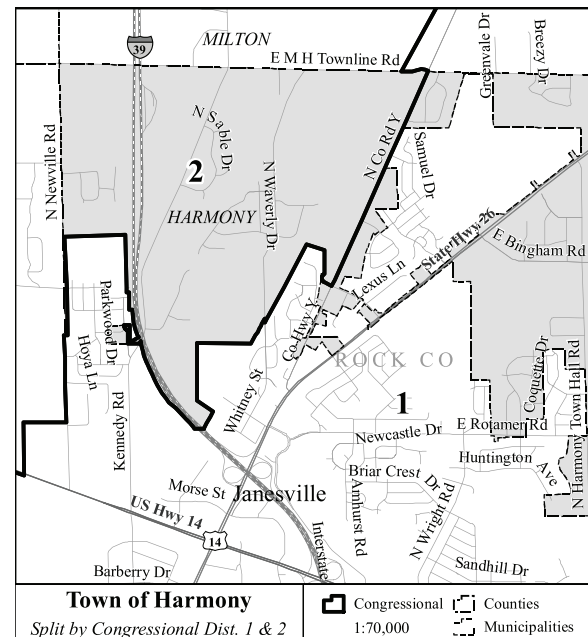 39
MILTON
E M H Townline Rd
Greenvale Dr
Breezy Dr
N Newville Rd
N Sable Dr
2
N Waverly Dr
N Co Rd Y
Samuel Dr
HARMONY
State Hwy 26
E Bingham Rd
Lexus Ln
Parkwood Dr
Hoya Ln
Co Hwy Y
ROCK CO
Coquette Dr
N Harmony Town Hall Rd
Whitney St
1
Kennedy Rd
Newcastle Dr
E Rotamer Rd
Huntington Ave
Briar Crest Dr
Morse St
Janesville
Amhurst Rd
N Wright Rd
US Hwy 14
14
Interstate
Barberry Dr
Sandhill Dr
Town of Harmony
Split by Congressional Dist. 1 & 2
Congressional
Counties
1:70,000
Municipalities